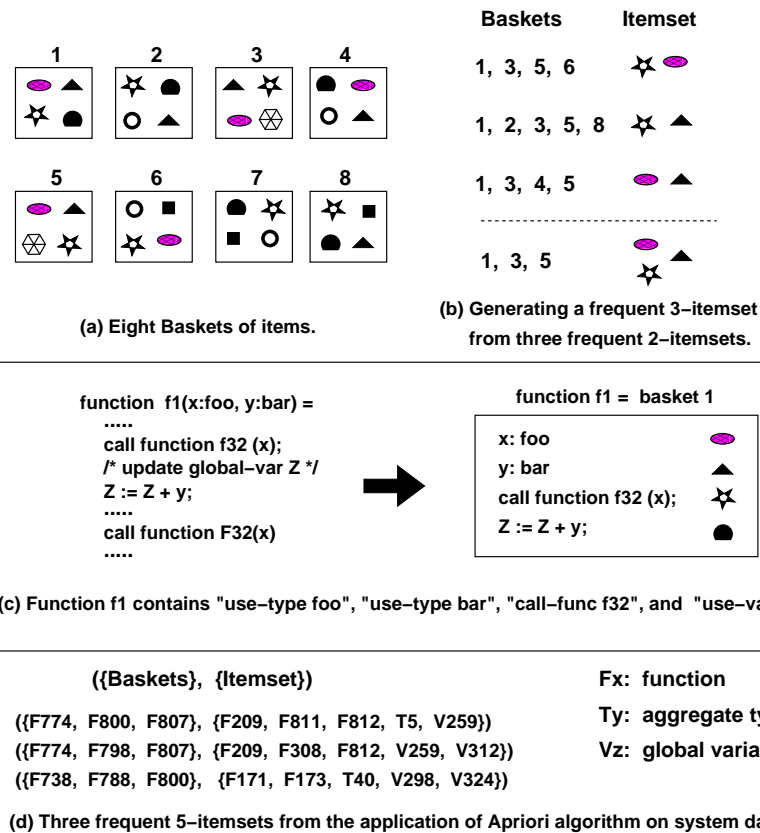 1 2 3 4
5 6 7 8
(a) Eight Baskets of items.
Baskets Itemset
1, 3, 5, 6
1, 2, 3, 5, 8
1, 3, 4, 5
1, 3, 5
(b) Generating a frequent 3−itemset
from three frequent 2−itemsets.
function f1(x:foo, y:bar) =
.....
call function f32 (x);
/* update global−var Z */
Z := Z + y;
.....
call function F32(x)
.....
function f1 = basket 1
x: foo
y: bar
call function f32 (x);
Z := Z + y;
(c) Function f1 contains "use−type foo", "use−type bar", "call−func f32", and
({Baskets}, {Itemset})
({F774, F800, F807}, {F209, F811, F812, T5, V259})
({F774, F798, F807}, {F209, F308, F812, V259, V312})
({F738, F788, F800}, {F171, F173, T40, V298, V324})
Fx: function
Ty: aggregate
Vz: global
(d) Three frequent 5−itemsets from the application of Apriori algorithm on system